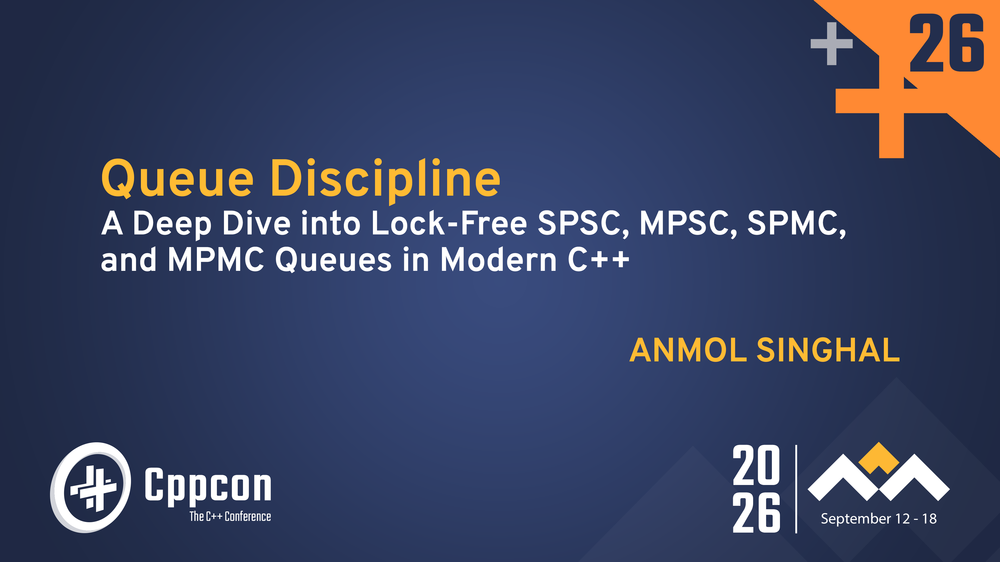 26
Queue Discipline
A Deep Dive into Lock-Free SPSC, MPSC, SPMC,
and MPMC Queues in Modern C++
ANMOL SINGHAL
Cppcon
The C++ Conference
20
26
September 12 - 18